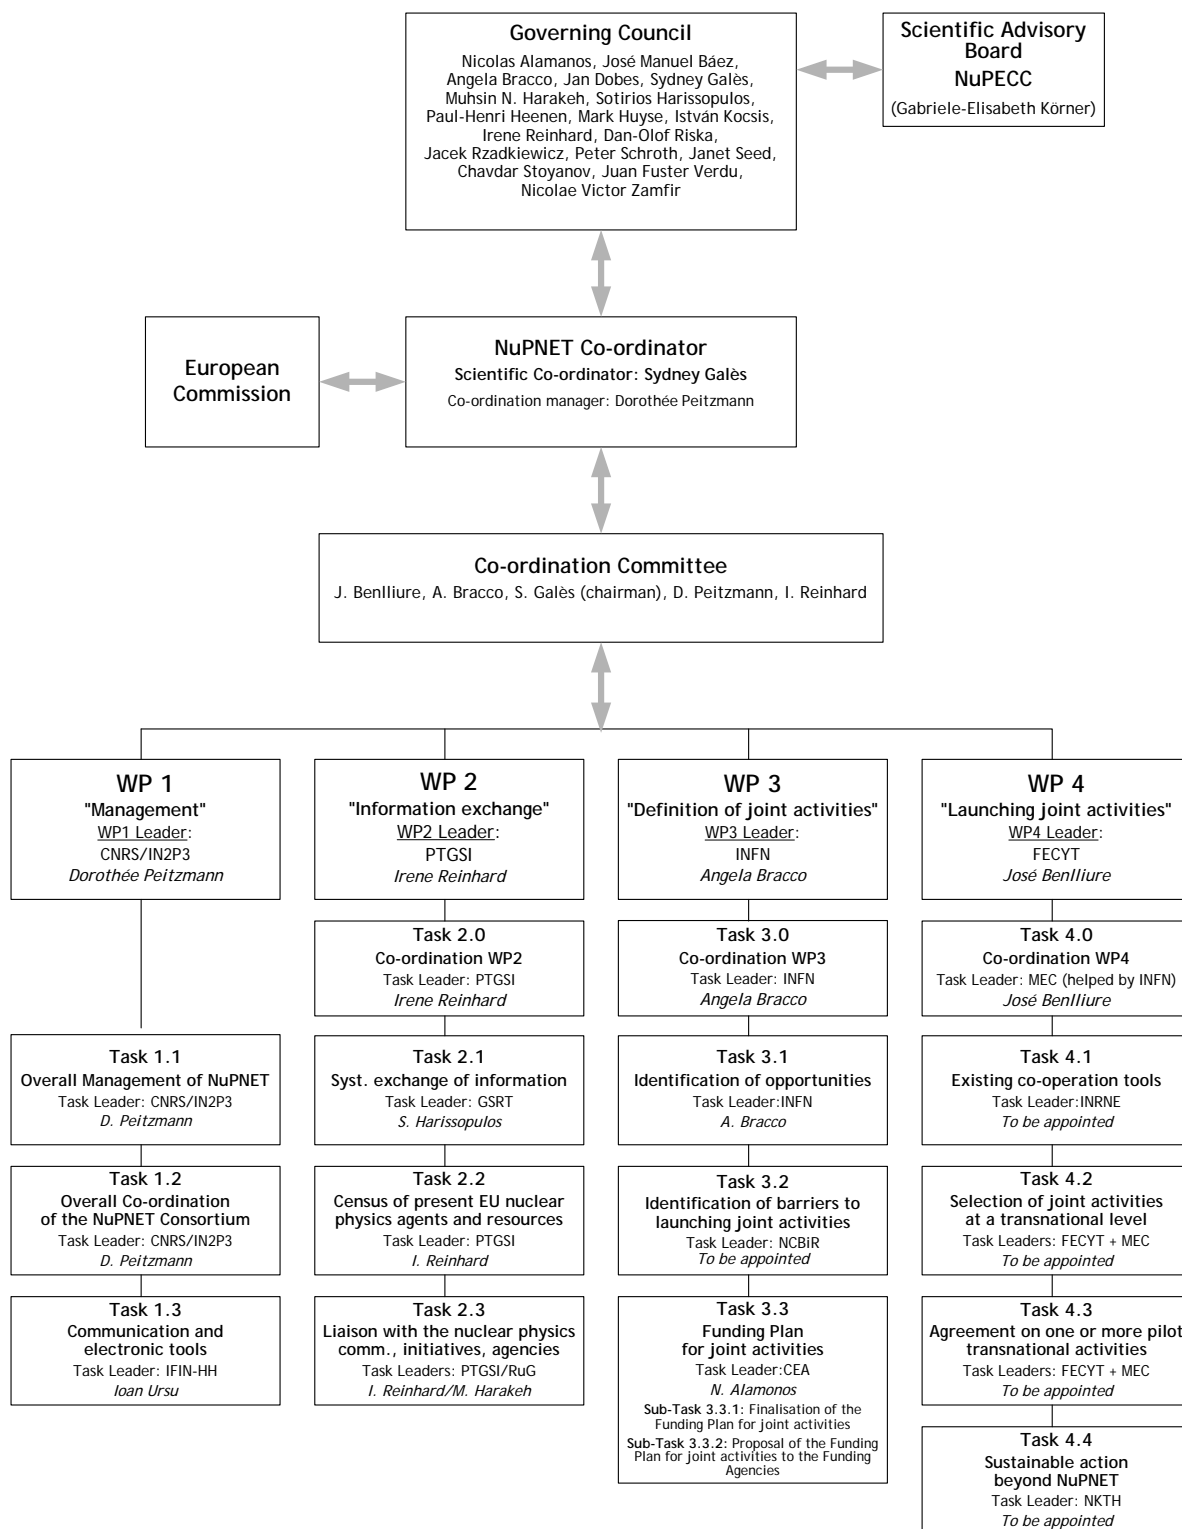 Governing Council
Nicolas Alamanos, José Manuel Báez,
Angela Bracco, Jan Dobes, Sydney Galès,
Muhsin N. Harakeh, Sotirios Harissopulos,
Paul-Henri Heenen, Mark Huyse, István Kocsis,
Irene Reinhard, Dan-Olof Riska,
Jacek Rzadkiewicz, Peter Schroth, Janet Seed,
Chavdar Stoyanov, Juan Fuster Verdu,
Nicolae Victor Zamfir
Scientific Advisory
Board
NuPECC
(Gabriele-Elisabeth Körner)
European
Commission
NuPNET Co-ordinator
Scientific Co-ordinator: Sydney Galès
Co-ordination manager: Dorothée Peitzmann
Co-ordination Committee
J. Benlliure, A. Bracco, S. Galès (chairman), D. Peitzmann, I. Reinhard
WP 1
"Management"
WP1 Leader:
CNRS/IN2P3
Dorothée Peitzmann
WP 2
"Information exchange"
WP2 Leader:
PTGSI
Irene Reinhard
WP 3
"Definition of joint activities"
WP3 Leader:
INFN
Angela Bracco
WP 4
"Launching joint activities"
WP4 Leader:
FECYT
José Benlliure
Task 2.0
Co-ordination WP2
Task Leader: PTGSI
Irene Reinhard
Task 3.0
Co-ordination WP3
Task Leader: INFN
Angela Bracco
Task 4.0
Co-ordination WP4
Task Leader: MEC (helped by INFN)
José Benlliure
Task 1.1
Overall Management of NuPNET
Task Leader: CNRS/IN2P3
D. Peitzmann
Task 2.1
Syst. exchange of information
Task Leader: GSRT
S. Harissopulos
Task 3.1
Identification of opportunities
Task Leader:INFN
A. Bracco
Task 4.1
Existing co-operation tools
Task Leader:INRNE
To be appointed
Task 1.2
Overall Co-ordination
of the NuPNET Consortium
Task Leader: CNRS/IN2P3
D. Peitzmann
Task 2.2
Census of present EU nuclear
physics agents and resources
Task Leader: PTGSI
I. Reinhard
Task 3.2
Identification of barriers to
launching joint activities
Task Leader: NCBiR
To be appointed
Task 4.2
Selection of joint activities
at a transnational level
Task Leaders: FECYT + MEC
To be appointed
Task 1.3
Communication and
electronic tools
Task Leader: IFIN-HH
Ioan Ursu
Task 2.3
Liaison with the nuclear physics
comm., initiatives, agencies
Task Leaders: PTGSI/RuG
I. Reinhard/M. Harakeh
Task 3.3
Funding Plan
for joint activities
Task Leader:CEA
N. Alamonos
Sub-Task 3.3.1: Finalisation of the
Funding Plan for joint activities
Sub-Task 3.3.2: Proposal of the Funding
Plan for joint activities to the Funding
Agencies
Task 4.3
Agreement on one or more pilot
transnational activities
Task Leaders: FECYT + MEC
To be appointed
Task 4.4
Sustainable action
beyond NuPNET
Task Leader: NKTH
To be appointed